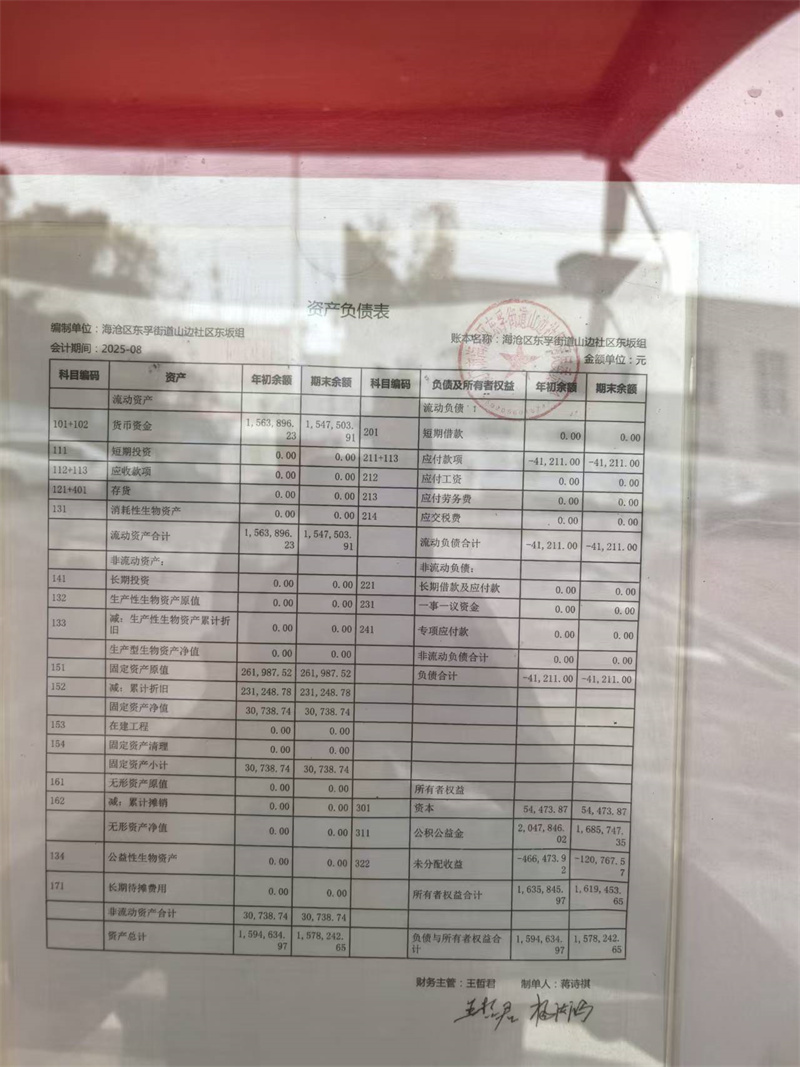 资产负债表
编制单位：海沧区东孚街道山边社区东坂组
账本名称：海沧区东孚街道山边社区东坂组
会计期间：2025-08
金额单位：元
科目编码 资产 年初余额 期末余额 科目编码 负债及所有者权益 年初余额 期末余额
流动资产 流动负债：
101+102 货币资金 1,563,896.23 1,547,503.91 201 短期借款 0.00 0.00
111 短期投资 0.00 0.00 211+113 应付款项 -41,211.00 -41,211.00
112+113 应收款项 0.00 0.00 212 应付工资 0.00 0.00
121+401 存货 0.00 0.00 213 应付劳务费 0.00 0.00
131 消耗性生物资产 0.00 0.00 214 应交税费 0.00 0.00
流动资产合计 1,563,896.23 1,547,503.91 流动负债合计 -41,211.00 -41,211.00
非流动资产： 非流动负债：
141 长期投资 0.00 0.00 221 长期借款及应付款 0.00 0.00
132 生产性生物资产原值 0.00 0.00 231 一事一议资金 0.00 0.00
133 减：生产性生物资产累计折旧 0.00 0.00 241 专项应付款 0.00 0.00
生产型生物资产净值 0.00 0.00 非流动负债合计 0.00 0.00
151 固定资产原值 261,987.52 261,987.52 负债合计 -41,211.00 -41,211.00
152 减：累计折旧 231,248.78 231,248.78
固定资产净值 30,738.74 30,738.74
153 在建工程 0.00 0.00
154 固定资产清理 0.00 0.00
固定资产小计 30,738.74 30,738.74
161 无形资产原值 0.00 0.00 所有者权益
162 减：累计摊销 0.00 0.00 301 资本 54,473.87 54,473.87
无形资产净值 0.00 0.00 311 公积公益金 2,047,846.02 1,685,747.35
134 公益性生物资产 0.00 0.00 322 未分配收益 -466,473.92 -120,767.57
171 长期待摊费用 0.00 0.00 所有者权益合计 1,635,845.97 1,619,453.65
非流动资产合计 30,738.74 30,738.74
资产总计 1,594,634.97 1,578,242.65 负债与所有者权益合计 1,594,634.97 1,578,242.65
财务主管：王哲君 制单人：蒋诗祺
王哲君